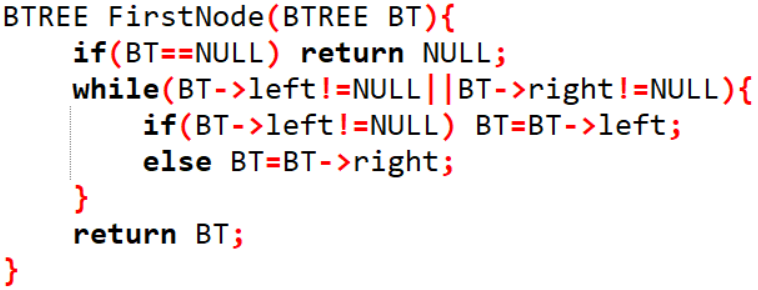 BTREE FirstNode(BTREE BT){
    if(BT==NULL) return NULL;
    while(BT->left!=NULL||BT->right!=NULL){
        if(BT->left!=NULL) BT=BT->left;
        else BT=BT->right;
    }
    return BT;
}